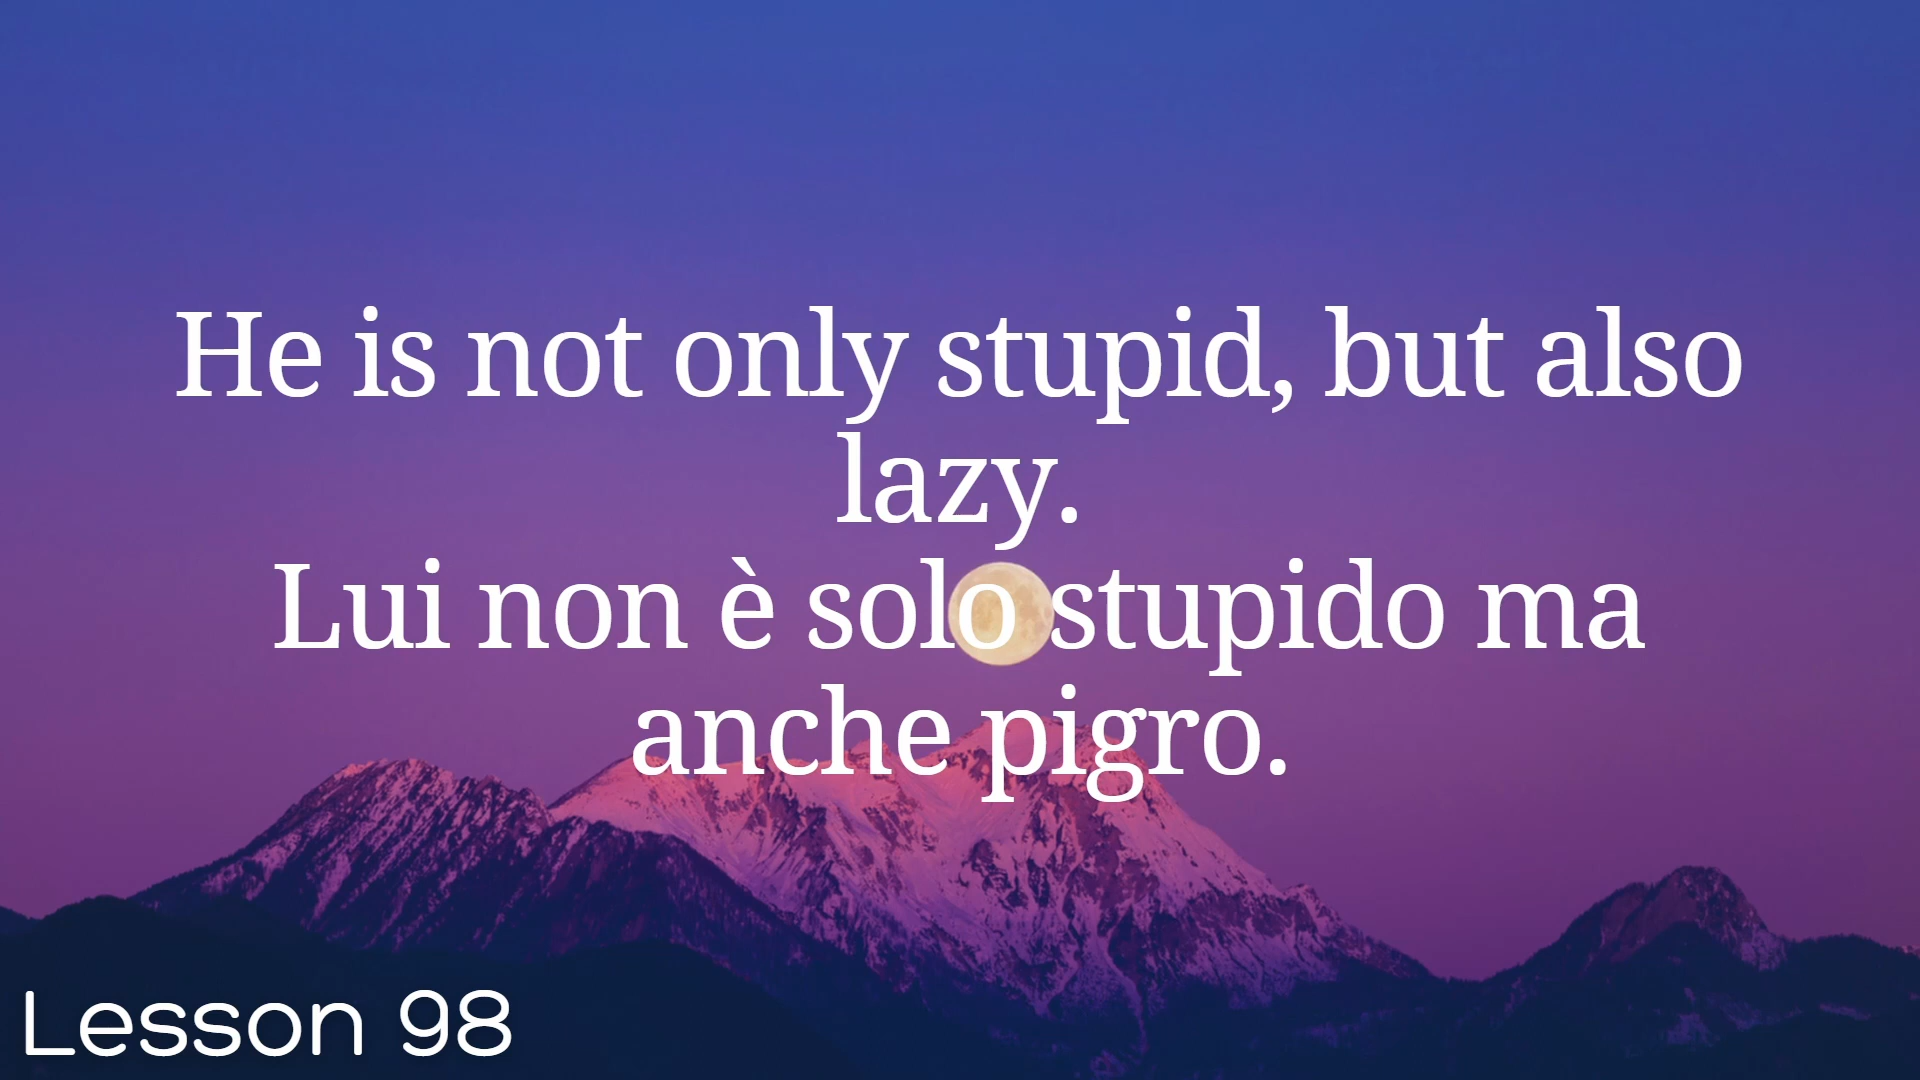 He is not only stupid, but also
lazy.
Lui non è solo stupido ma
anche pigro.
Lesson 98